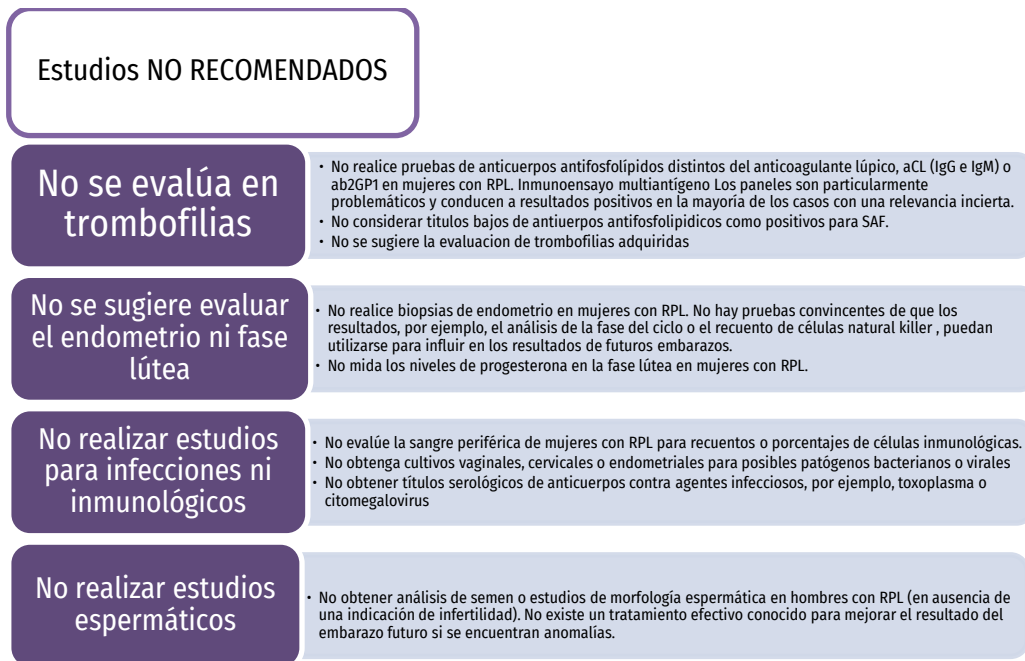 Estudios NO RECOMENDADOS
No se evalúa en
trombofilias
• No realice pruebas de anticuerpos antifosfolípidos distintos del anticoagulante lúpico, aCL (IgG e IgM) o
ab2GP1 en mujeres con RPL. Inmunoensayo multiantígeno Los paneles son particularmente
problemáticos y conducen a resultados positivos en la mayoría de los casos con una relevancia incierta.
• No considerar titulos bajos de antiuerpos antifosfolipidicos como positivos para SAF.
• No se sugiere la evaluacion de trombofilias adquiridas
No se sugiere evaluar
el endometrio ni fase
lútea
• No realice biopsias de endometrio en mujeres con RPL. No hay pruebas convincentes de que los
resultados, por ejemplo, el análisis de la fase del ciclo o el recuento de células natural killer , puedan
utilizarse para influir en los resultados de futuros embarazos.
• No mida los niveles de progesterona en la fase lútea en mujeres con RPL.
No realizar estudios
para infecciones ni
inmunológicos
• No evalúe la sangre periférica de mujeres con RPL para recuentos o porcentajes de células inmunológicas.
• No obtenga cultivos vaginales, cervicales o endometriales para posibles patógenos bacterianos o virales
• No obtener títulos serológicos de anticuerpos contra agentes infecciosos, por ejemplo, toxoplasma o
citomegalovirus
No realizar estudios
espermáticos
• No obtener análisis de semen o estudios de morfología espermática en hombres con RPL (en ausencia de
una indicación de infertilidad). No existe un tratamiento efectivo conocido para mejorar el resultado del
embarazo futuro si se encuentran anomalías.